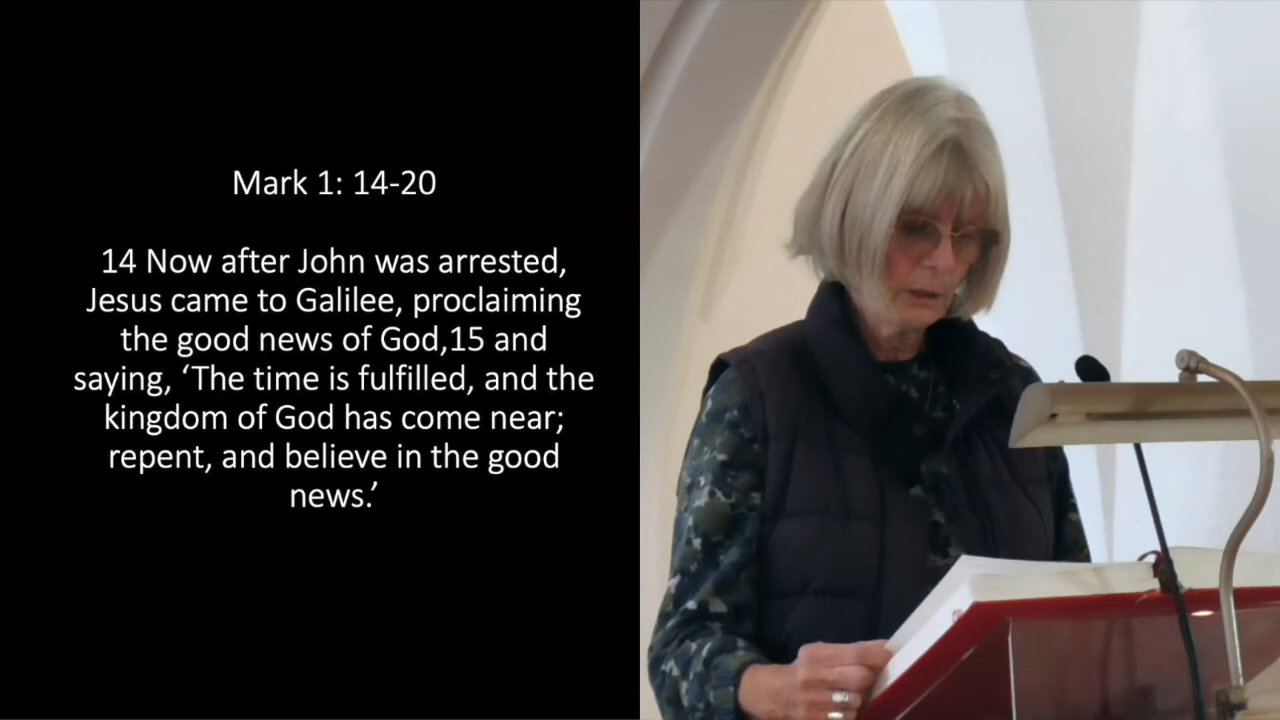 Mark 1: 14-20
14 Now after John was arrested,
Jesus came to Galilee, proclaiming
the good news of God,15 and
saying, ‘The time is fulfilled, and the
kingdom of God has come near;
repent, and believe in the good
news.’